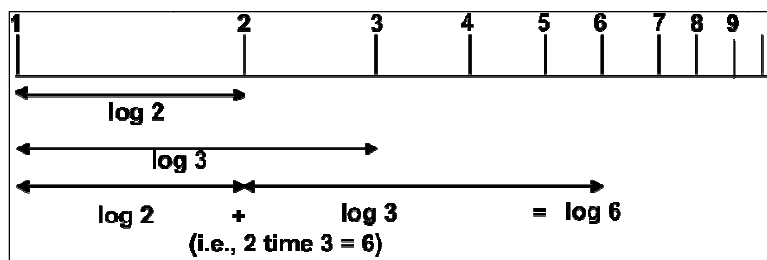 1 2 3 4 5 6 7 8 9
log 2
log 3
log 2 + log 3 = log 6
(i.e., 2 time 3 = 6)